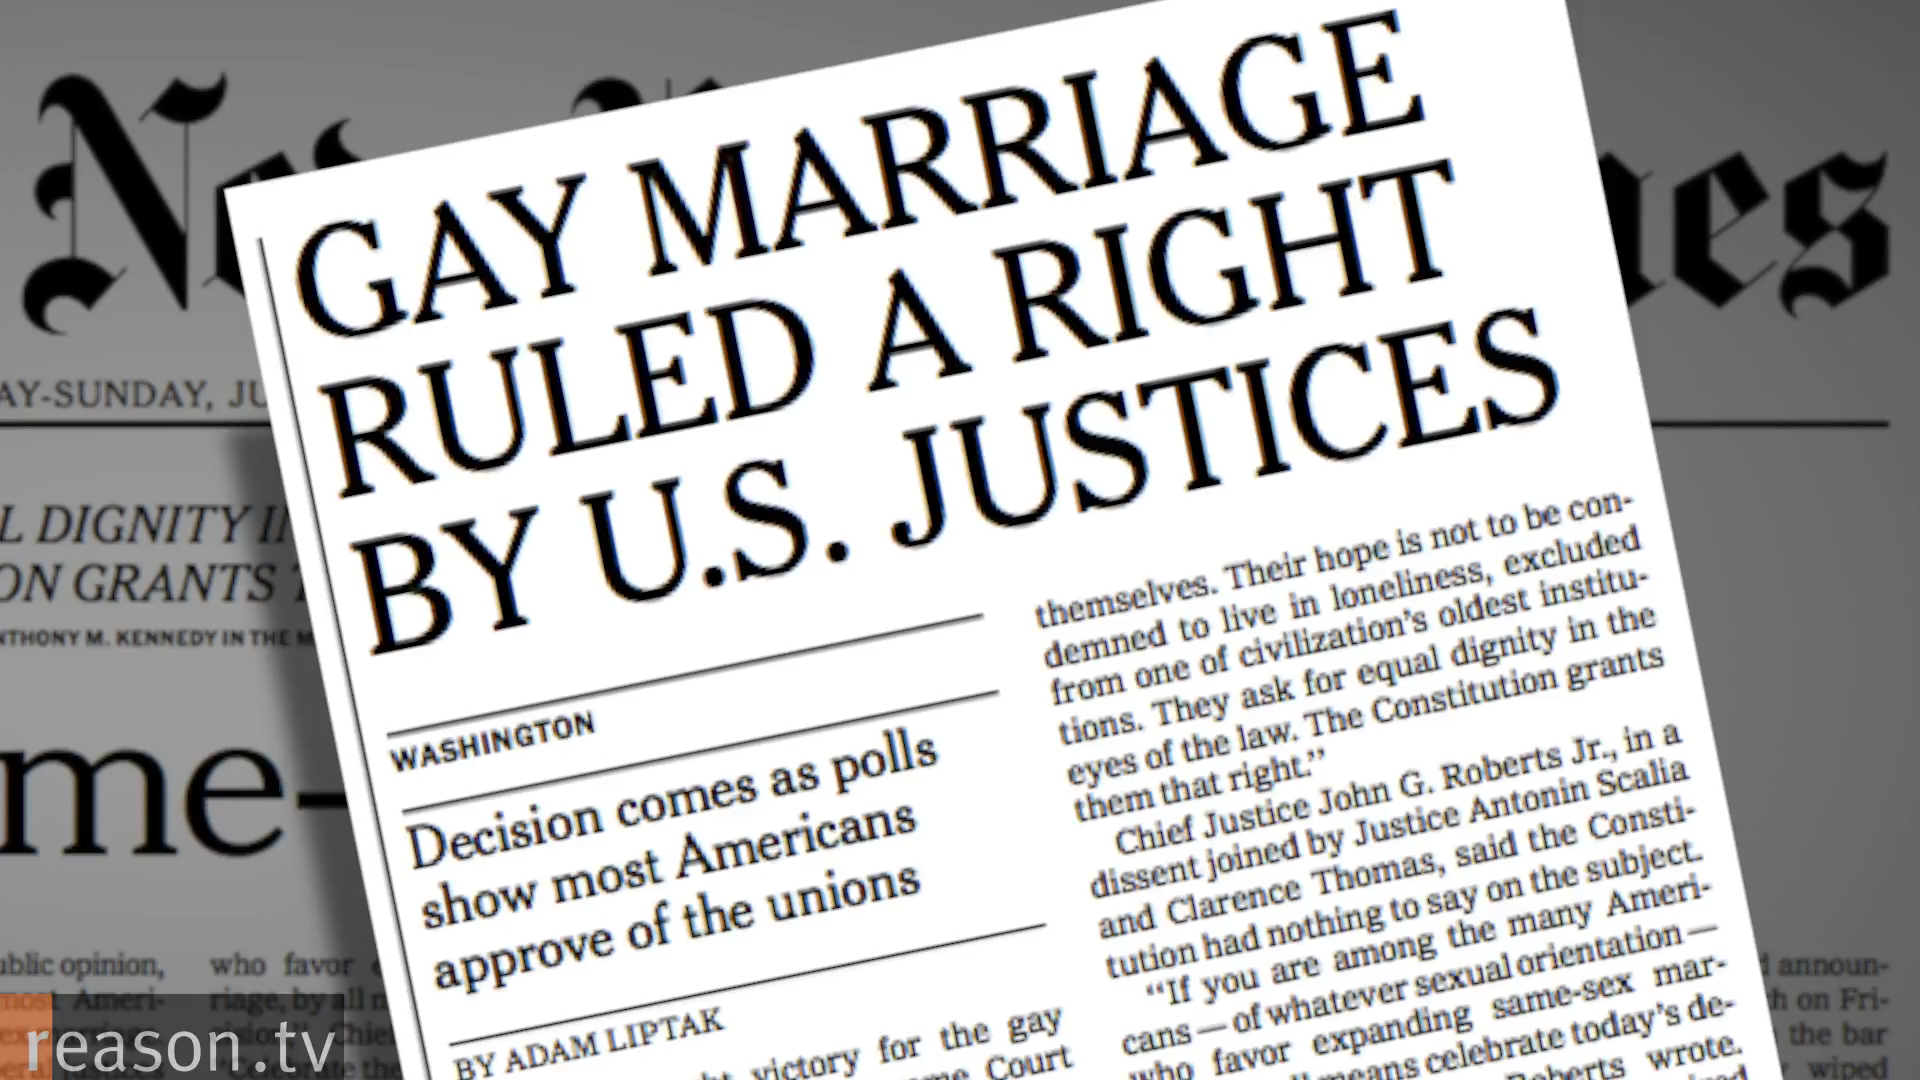 GAY MARRIAGE
RULED A RIGHT
BY U.S. JUSTICES
WASHINGTON
Decision comes as polls
show most Americans
approve of the unions
BY ADAM LIPTAK
victory for the gay
Court
themselves. Their hope is not to be con-
demned to live in loneliness, excluded
from one of civilization's oldest institu-
tions. They ask for equal dignity in the
eyes of the law. The Constitution grants
them that right.”
Chief Justice John G. Roberts Jr., in a
dissent joined by Justice Antonin Scalia
and Clarence Thomas, said the Consti-
tution had nothing to say on the subject.
“If you are among the many Ameri-
cans — of whatever sexual orientation —
who favor expanding same-sex mar-
means celebrate today's de-
Roberts wrote.
AY-SUNDAY, JU
L DIGNITY I
ON GRANTS
NTHONY M. KENNEDY IN THE M
me-
ublic opinion,
most Ameri-
who favor
riage, by all m
Chie
Celebrate the
announ-
h on Fri-
the bar
wiped
reason.tv